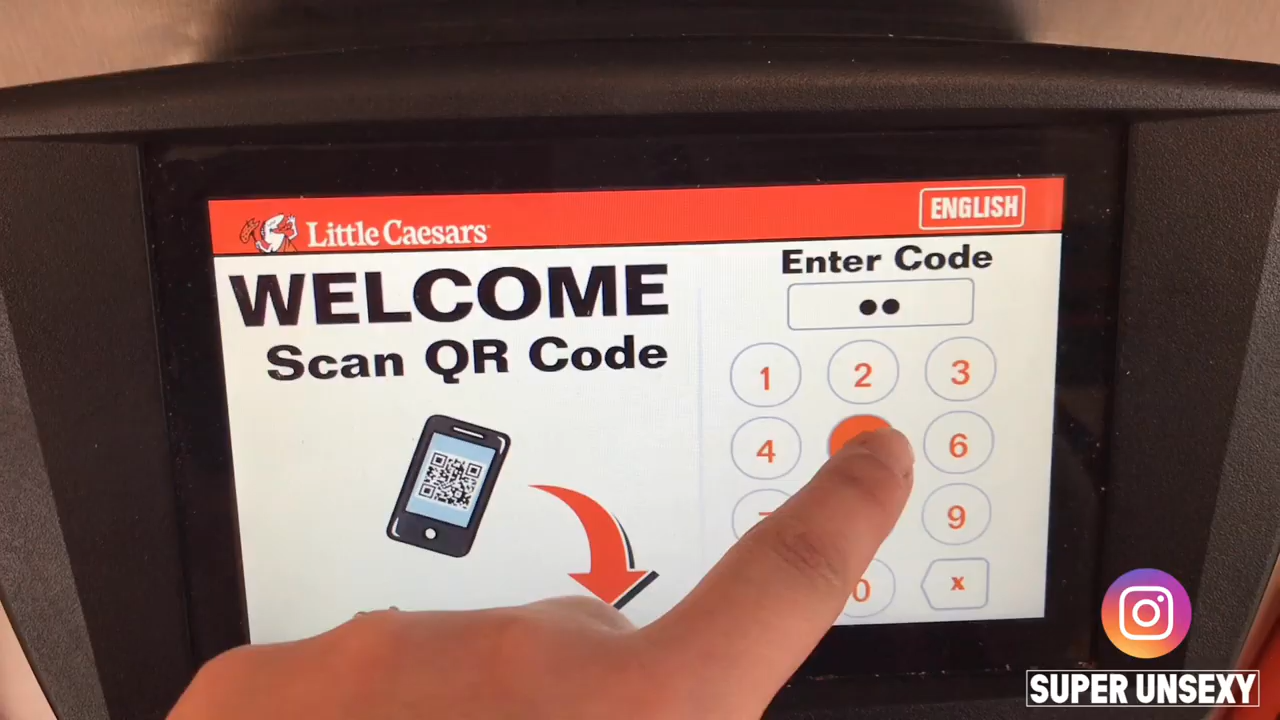 Little Caesars
ENGLISH
WELCOME
Scan QR Code
Enter Code
●●
1 2 3
4 6
9
0 x
SUPER UNSEXY